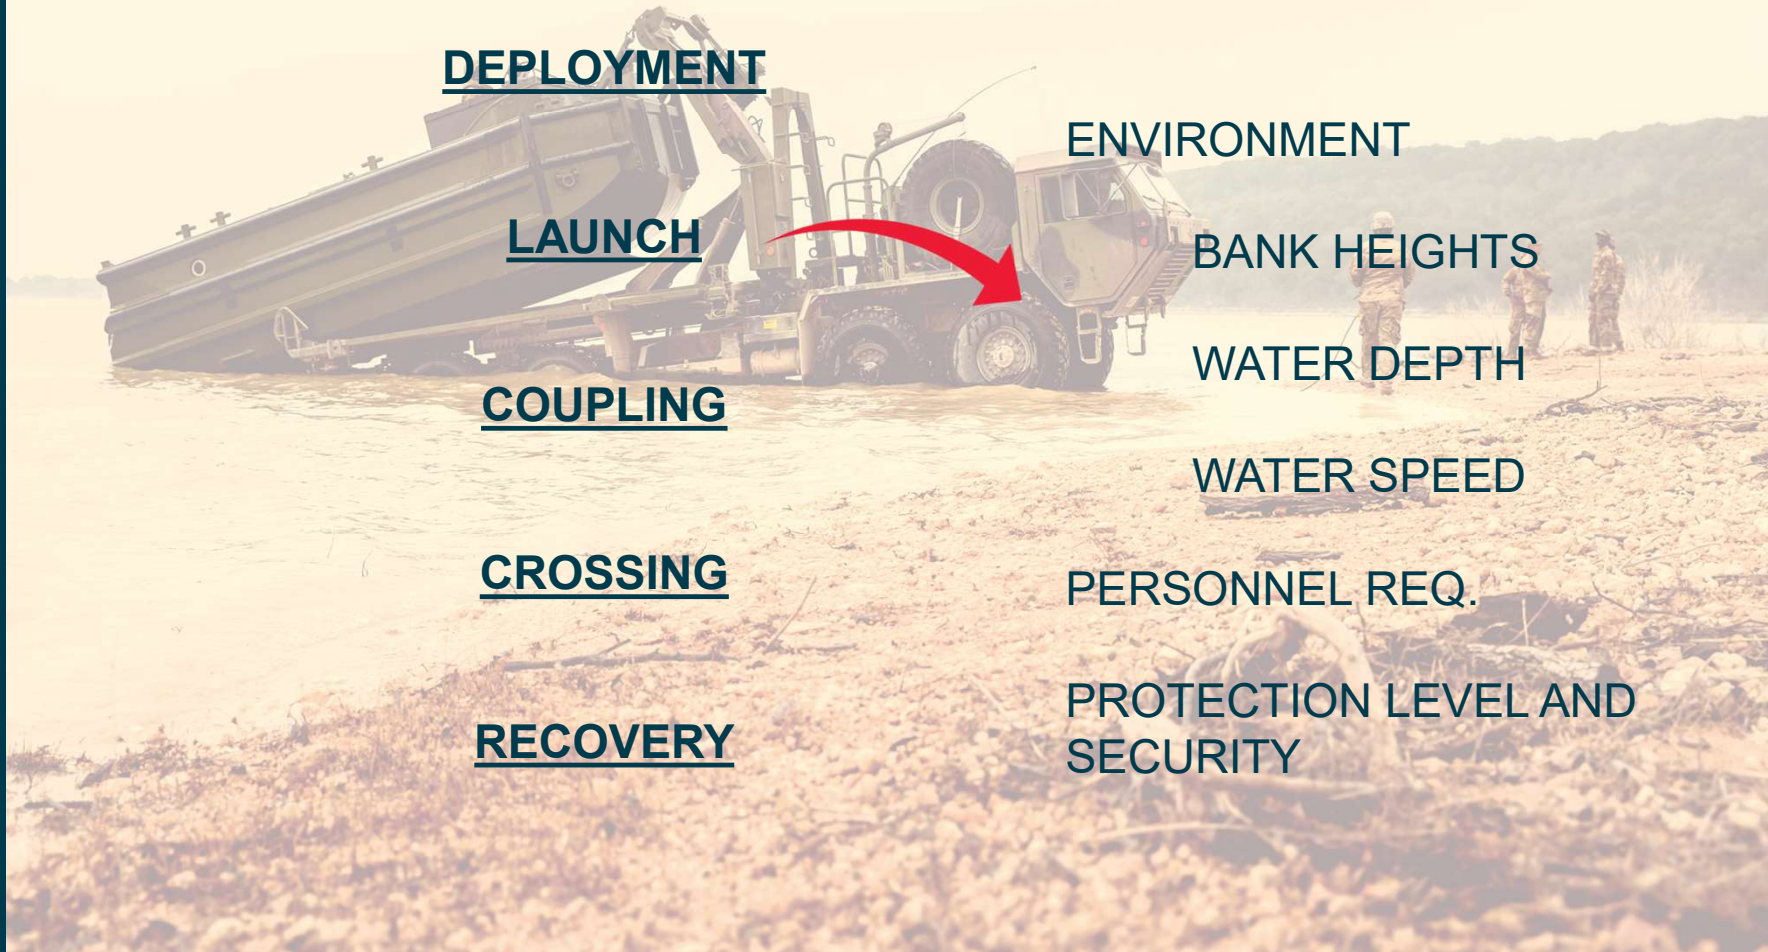 DEPLOYMENT
LAUNCH
COUPLING
CROSSING
RECOVERY
ENVIRONMENT
BANK HEIGHTS
WATER DEPTH
WATER SPEED
PERSONNEL REQ.
PROTECTION LEVEL AND
SECURITY